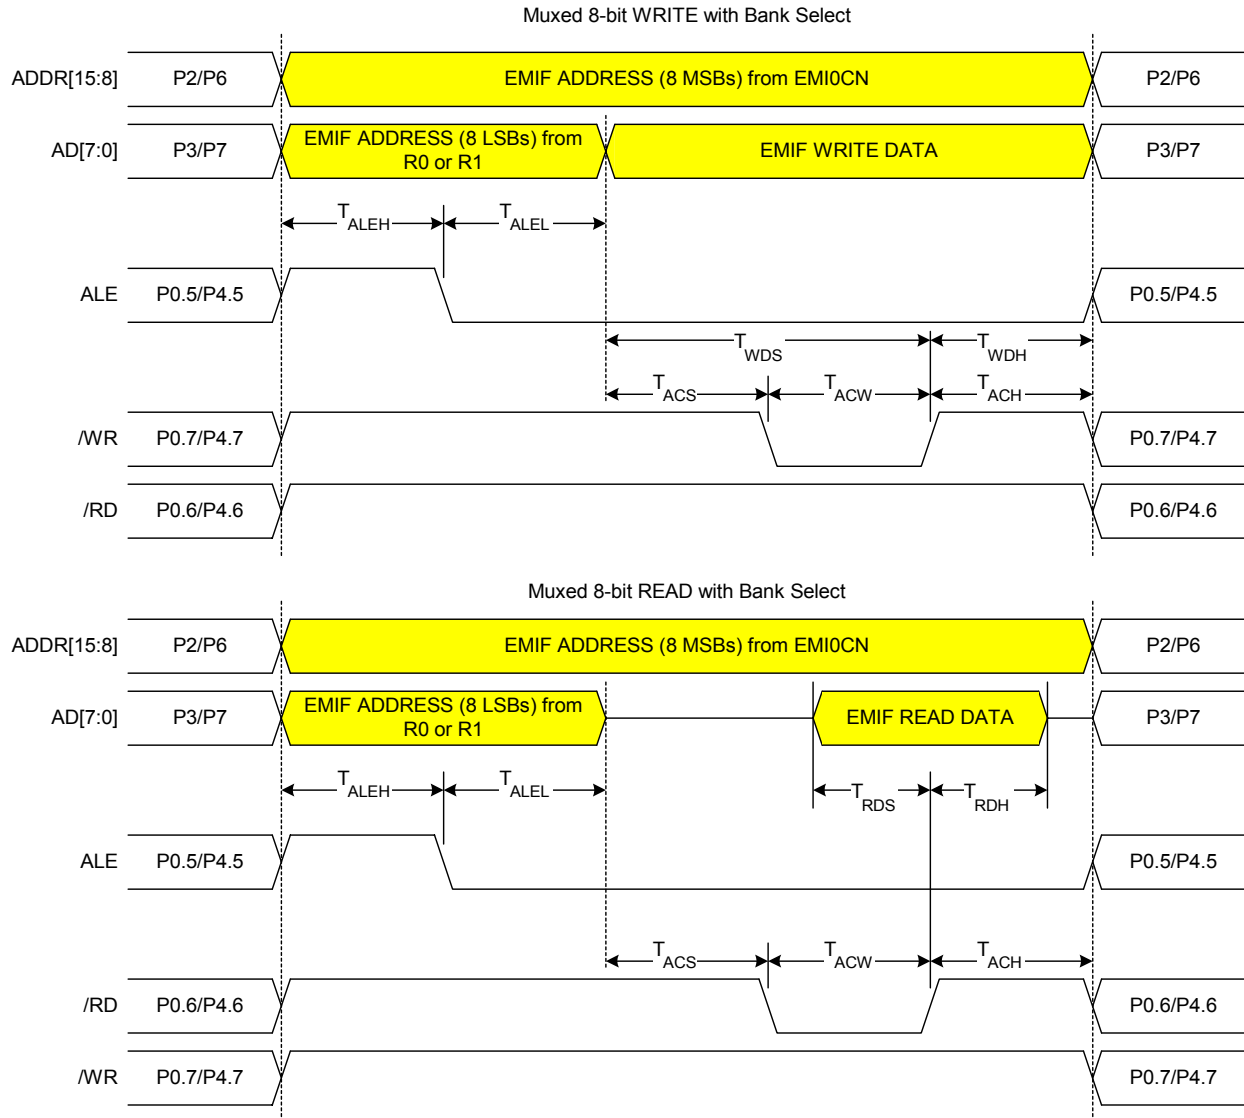 Muxed 8-bit WRITE with Bank Select
ADDR[15:8] P2/P6 EMIF ADDRESS (8 MSBs) from EMI0CN P2/P6
AD[7:0] P3/P7 EMIF ADDRESS (8 LSBs) from
R0 or R1 EMIF WRITE DATA P3/P7
TALEH TALEL
ALE P0.5/P4.5 P0.5/P4.5
TWDS TWDH
TACS TACW TACH
/WR P0.7/P4.7 P0.7/P4.7
/RD P0.6/P4.6 P0.6/P4.6
Muxed 8-bit READ with Bank Select
ADDR[15:8] P2/P6 EMIF ADDRESS (8 MSBs) from EMI0CN P2/P6
AD[7:0] P3/P7 EMIF ADDRESS (8 LSBs) from
R0 or R1 EMIF READ DATA P3/P7
TALEH TALEL TRDS TRDH
ALE P0.5/P4.5 P0.5/P4.5
TACS TACW TACH
/RD P0.6/P4.6 P0.6/P4.6
/WR P0.7/P4.7 P0.7/P4.7